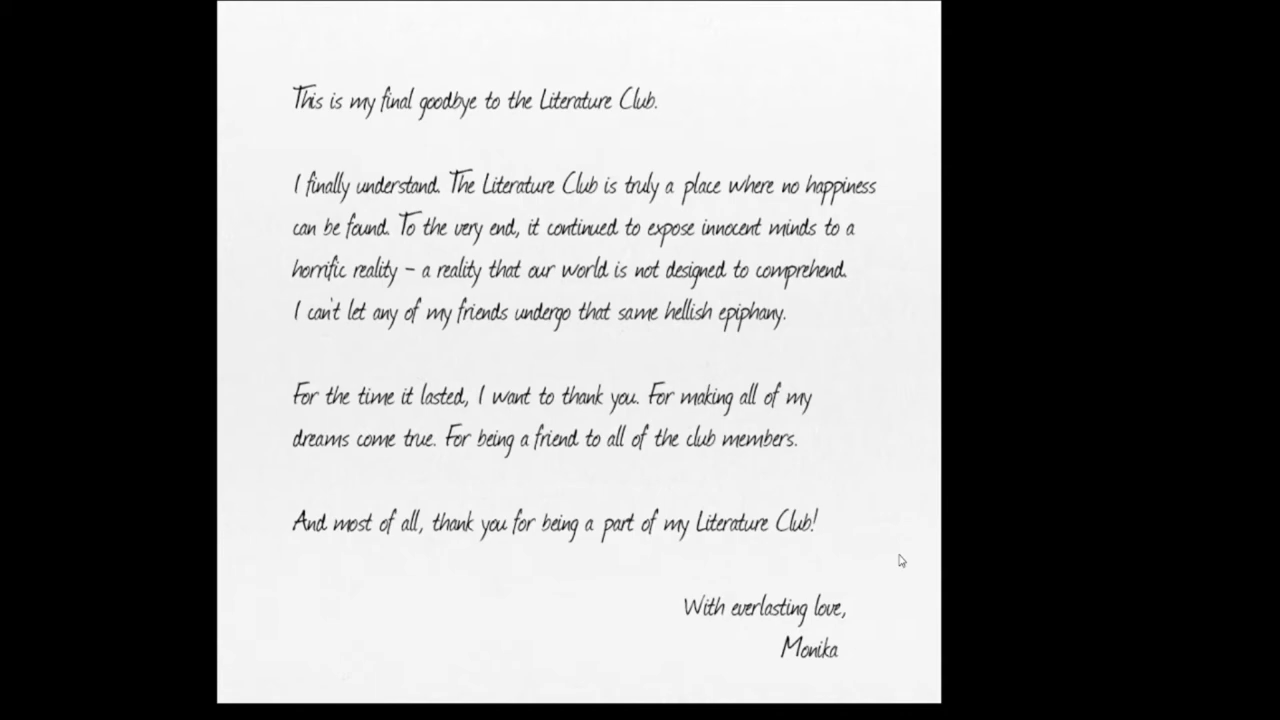 This is my final goodbye to the Literature Club.
I finally understand. The Literature Club is truly a place where no happiness
can be found. To the very end, it continued to expose innocent minds to a
horrific reality - a reality that our world is not designed to comprehend.
I can't let any of my friends undergo that same hellish epiphany.
For the time it lasted, I want to thank you. For making all of my
dreams come true. For being a friend to all of the club members.
And most of all, thank you for being a part of my Literature Club!
With everlasting love,
Monika